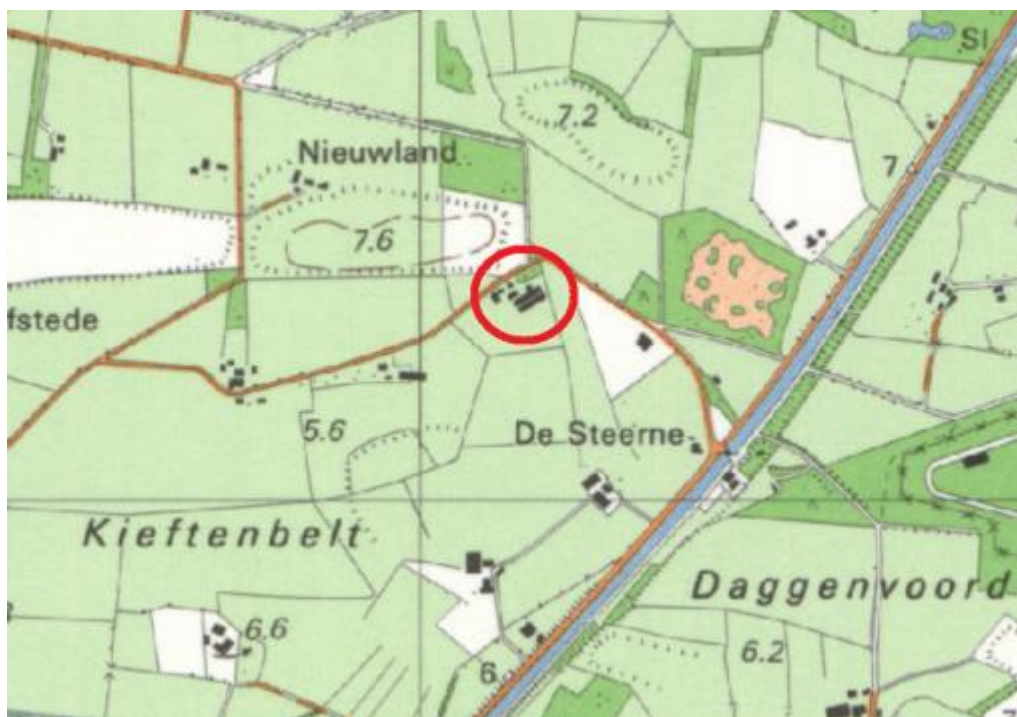 Sl
7.2
Nieuwland
7
7.6
fstede
5.6
De Steerne
Kieftenbelt
Daggenvoord
6.6
6.2
6